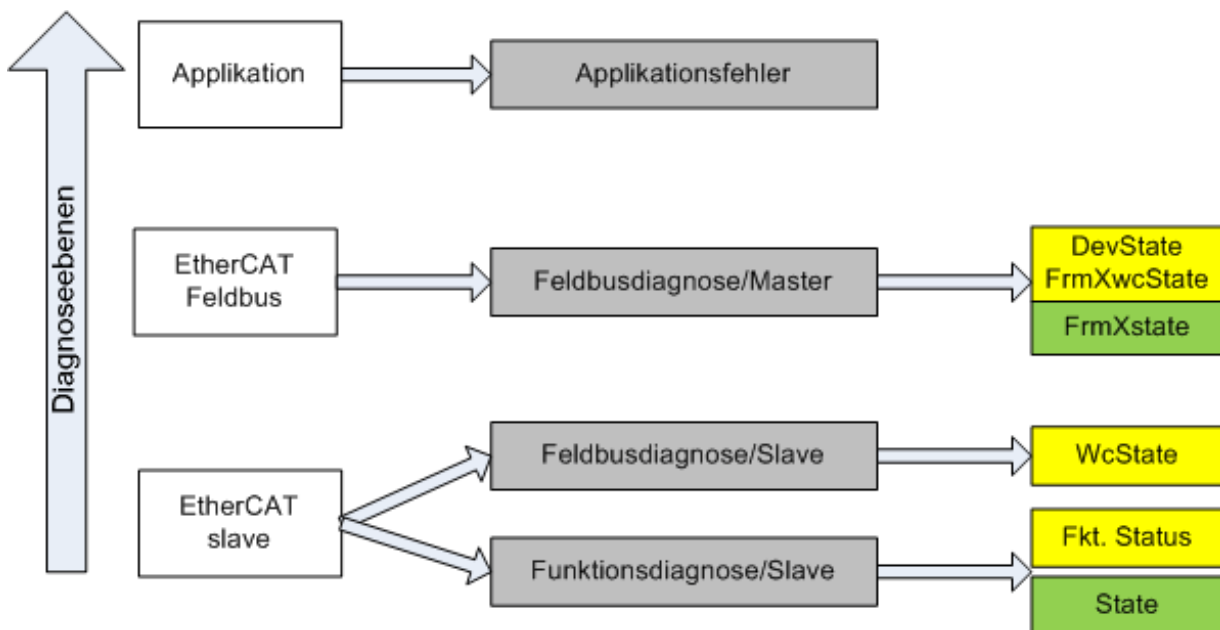 Diagnoseebenen
Applikation
Applikationsfehler
EtherCAT
Feldbus
Feldbusdiagnose/Master
DevState
FrmXwcState
FrmXstate
EtherCAT
slave
Feldbusdiagnose/Slave
WcState
Funktionsdiagnose/Slave
Fkt. Status
State